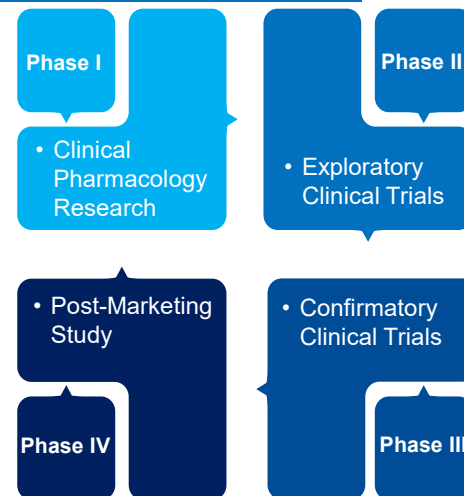 Phase I
• Clinical
Pharmacology
Research
Phase II
• Exploratory
Clinical Trials
• Post-Marketing
Study
Phase IV
• Confirmatory
Clinical Trials
Phase III